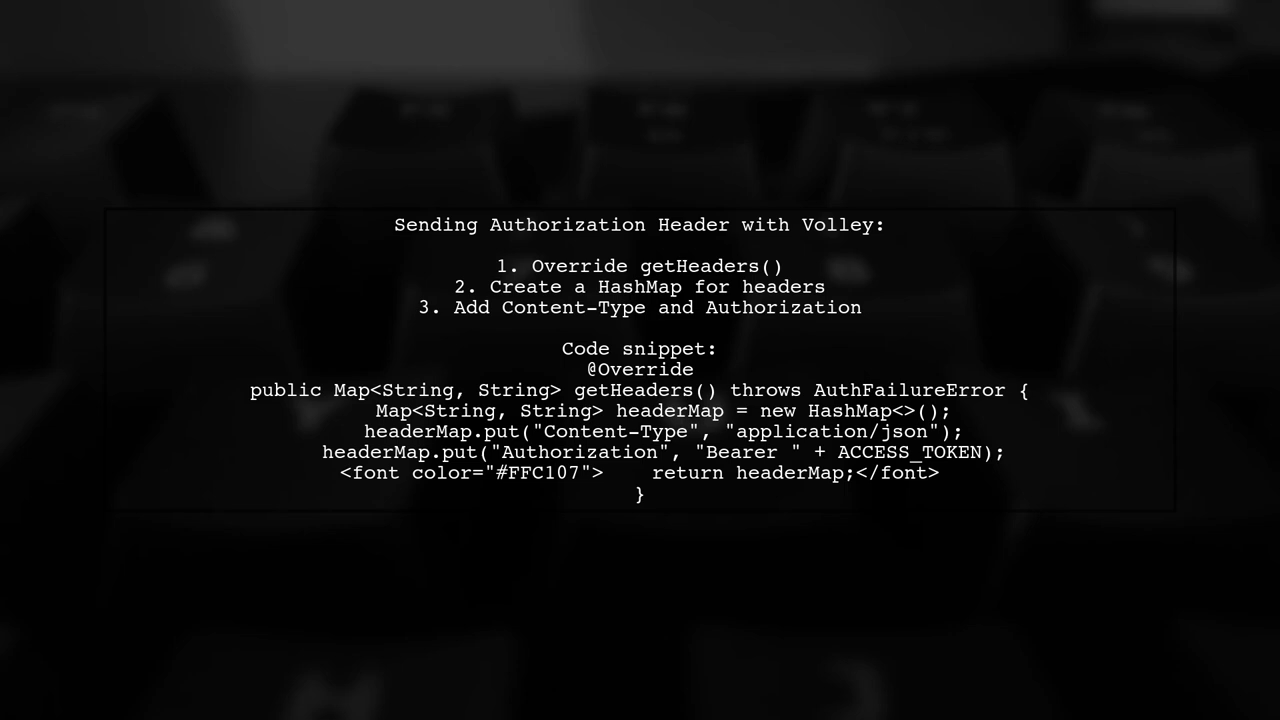 Sending Authorization Header with Volley:
1. Override getHeaders()
2. Create a HashMap for headers
3. Add Content-Type and Authorization
Code snippet:
@Override
public Map<String, String> getHeaders() throws AuthFailureError {
Map<String, String> headerMap = new HashMap<>();
headerMap.put("Content-Type", "application/json");
headerMap.put("Authorization", "Bearer " + ACCESS_TOKEN);
<font color="#FFC107">    return headerMap;</font>
}